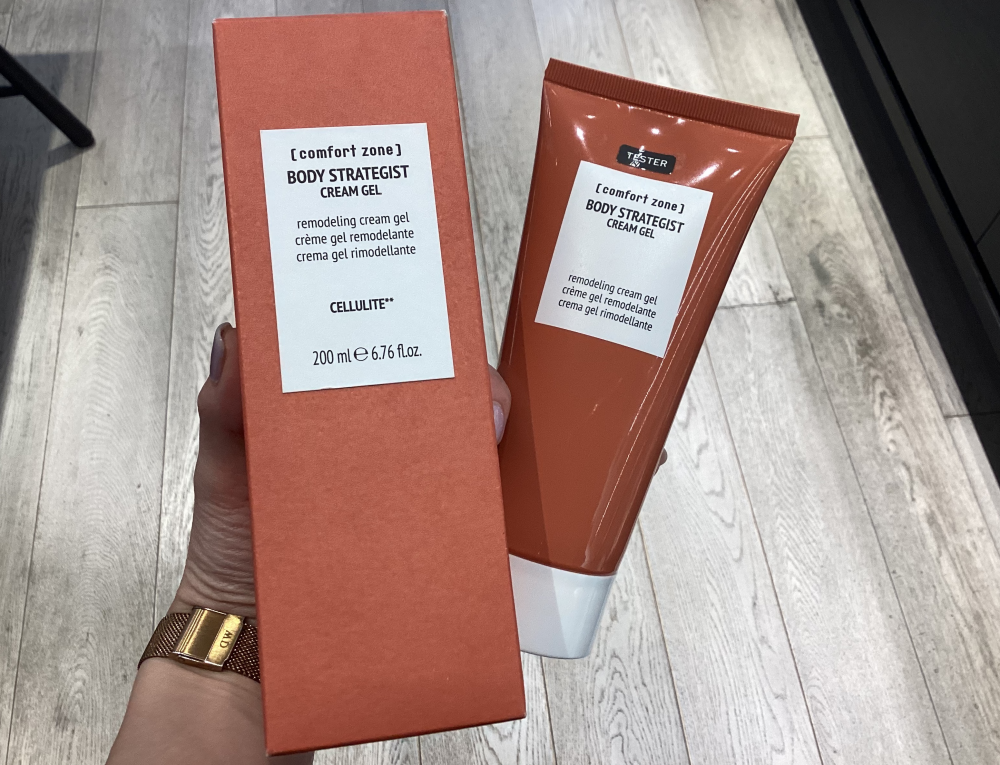 [comfort zone]
BODY STRATEGIST
CREAM GEL
remodeling cream gel
crème gel remodelante
crema gel rimodellante
CELLULITE**
200 ml ℮ 6.76 fl.oz.
TESTER
[comfort zone]
BODY STRATEGIST
CREAM GEL
remodeling cream gel
crème gel remodelante
crema gel rimodellante
DW